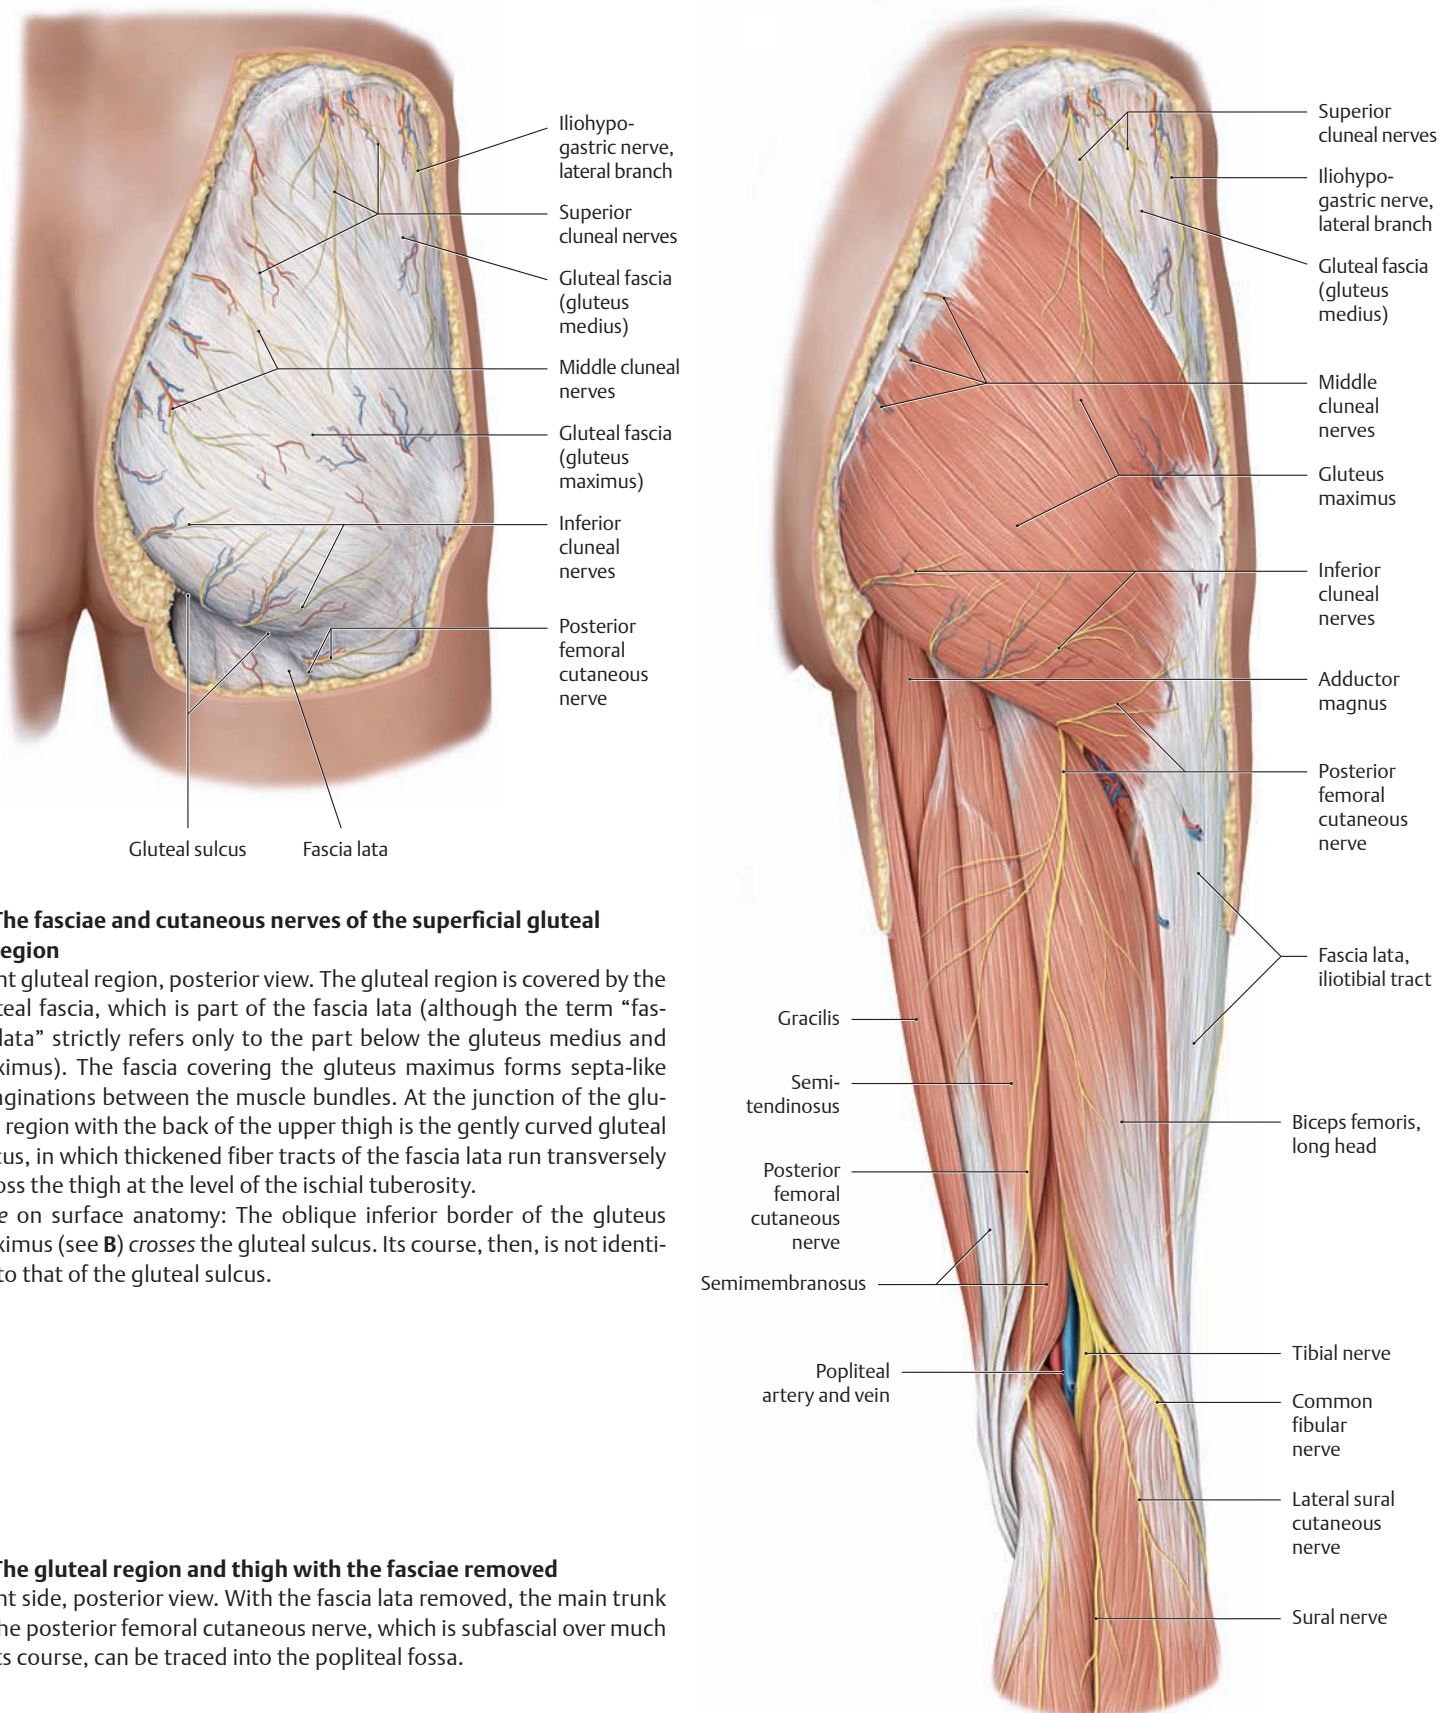 Iliohypo-
gastric nerve,
lateral branch
Superior
cluneal nerves
Gluteal fascia
(gluteus
medius)
Middle cluneal
nerves
Gluteal fascia
(gluteus
maximus)
Inferior
cluneal
nerves
Posterior
femoral
cutaneous
nerve
Gluteal sulcus
Fascia lata
The fasciae and cutaneous nerves of the superficial gluteal
egion
nt gluteal region, posterior view. The gluteal region is covered by the
teal fascia, which is part of the fascia lata (although the term “fas-
lata” strictly refers only to the part below the gluteus medius and
ximus). The fascia covering the gluteus maximus forms septa-like
aginations between the muscle bundles. At the junction of the glu-
region with the back of the upper thigh is the gently curved gluteal
cus, in which thickened fiber tracts of the fascia lata run transversely
oss the thigh at the level of the ischial tuberosity.
e on surface anatomy: The oblique inferior border of the gluteus
ximus (see B) crosses the gluteal sulcus. Its course, then, is not identi-
to that of the gluteal sulcus.
The gluteal region and thigh with the fasciae removed
nt side, posterior view. With the fascia lata removed, the main trunk
he posterior femoral cutaneous nerve, which is subfascial over much
ts course, can be traced into the popliteal fossa.
Superior
cluneal nerves
Iliohypo-
gastric nerve,
lateral branch
Gluteal fascia
(gluteus
medius)
Middle
cluneal
nerves
Gluteus
maximus
Inferior
cluneal
nerves
Adductor
magnus
Posterior
femoral
cutaneous
nerve
Fascia lata,
iliotibial tract
Gracilis
Semi-
tendinosus
Biceps femoris,
long head
Posterior
femoral
cutaneous
nerve
Semimembranosus
Tibial nerve
Popliteal
artery and vein
Common
fibular
nerve
Lateral sural
cutaneous
nerve
Sural nerve